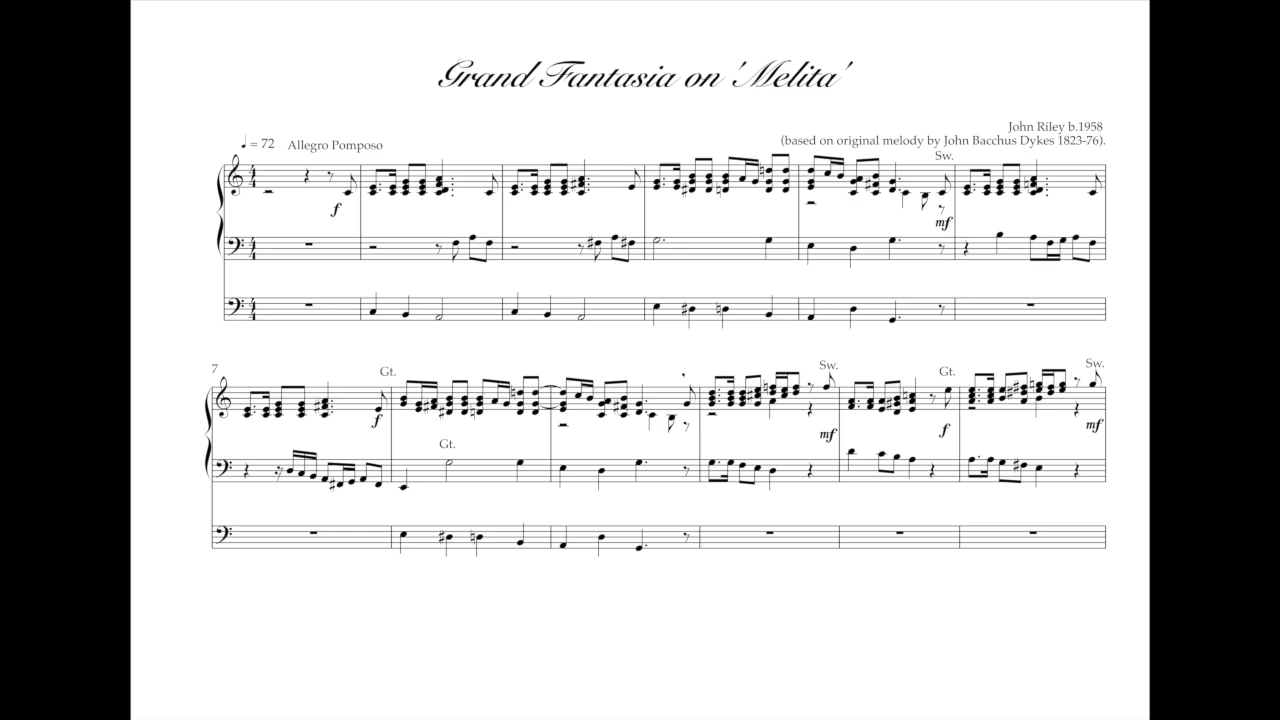 Grand Fantasia on 'Melita'
John Riley b.1958
♩ = 72 Allegro Pomposo
(based on original melody by John Bacchus Dykes 1823-76).
Sw.
f
mf
7
Gt.
Sw.
Gt.
Sw.
f
mf
f
mf
Gt.